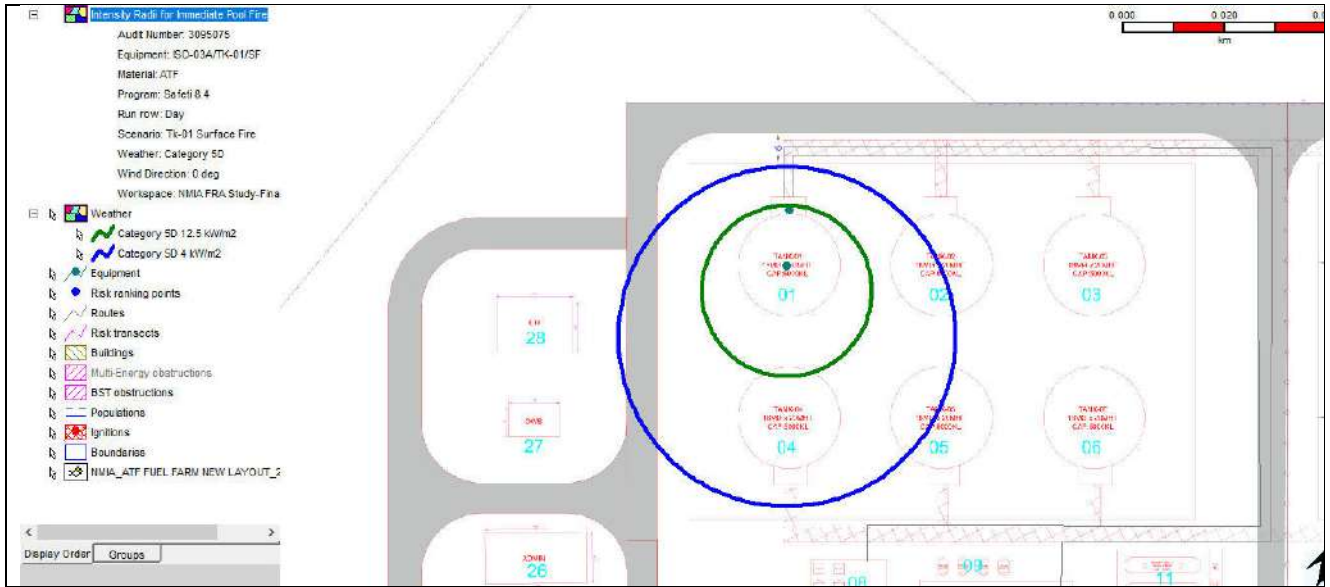 Intensity Radii for Immediate Pool Fire
Audit Number: 3095075
Equipment: ISO-03A/TK-01/SF
Material: ATF
Program: Safeti 8.4
Run row: Day
Scenario: Tk-01 Surface Fire
Weather: Category 5D
Wind Direction: 0 deg
Workspace: NMIA FRA Study-Fina
Weather
Category 5D 12.5 kW/m2
Category 5D 4 kW/m2
Equipment
Risk ranking points
Routes
Risk transects
Buildings
Multi-Energy obstructions
BST obstructions
Populations
Ignitions
Boundaries
NMIA_ATF FUEL FARM NEW LAYOUT_2
Display Order
Groups
0.000 0.020
km
01
02
03
28
27
04
05
06
ADMIN
26
08
09
11